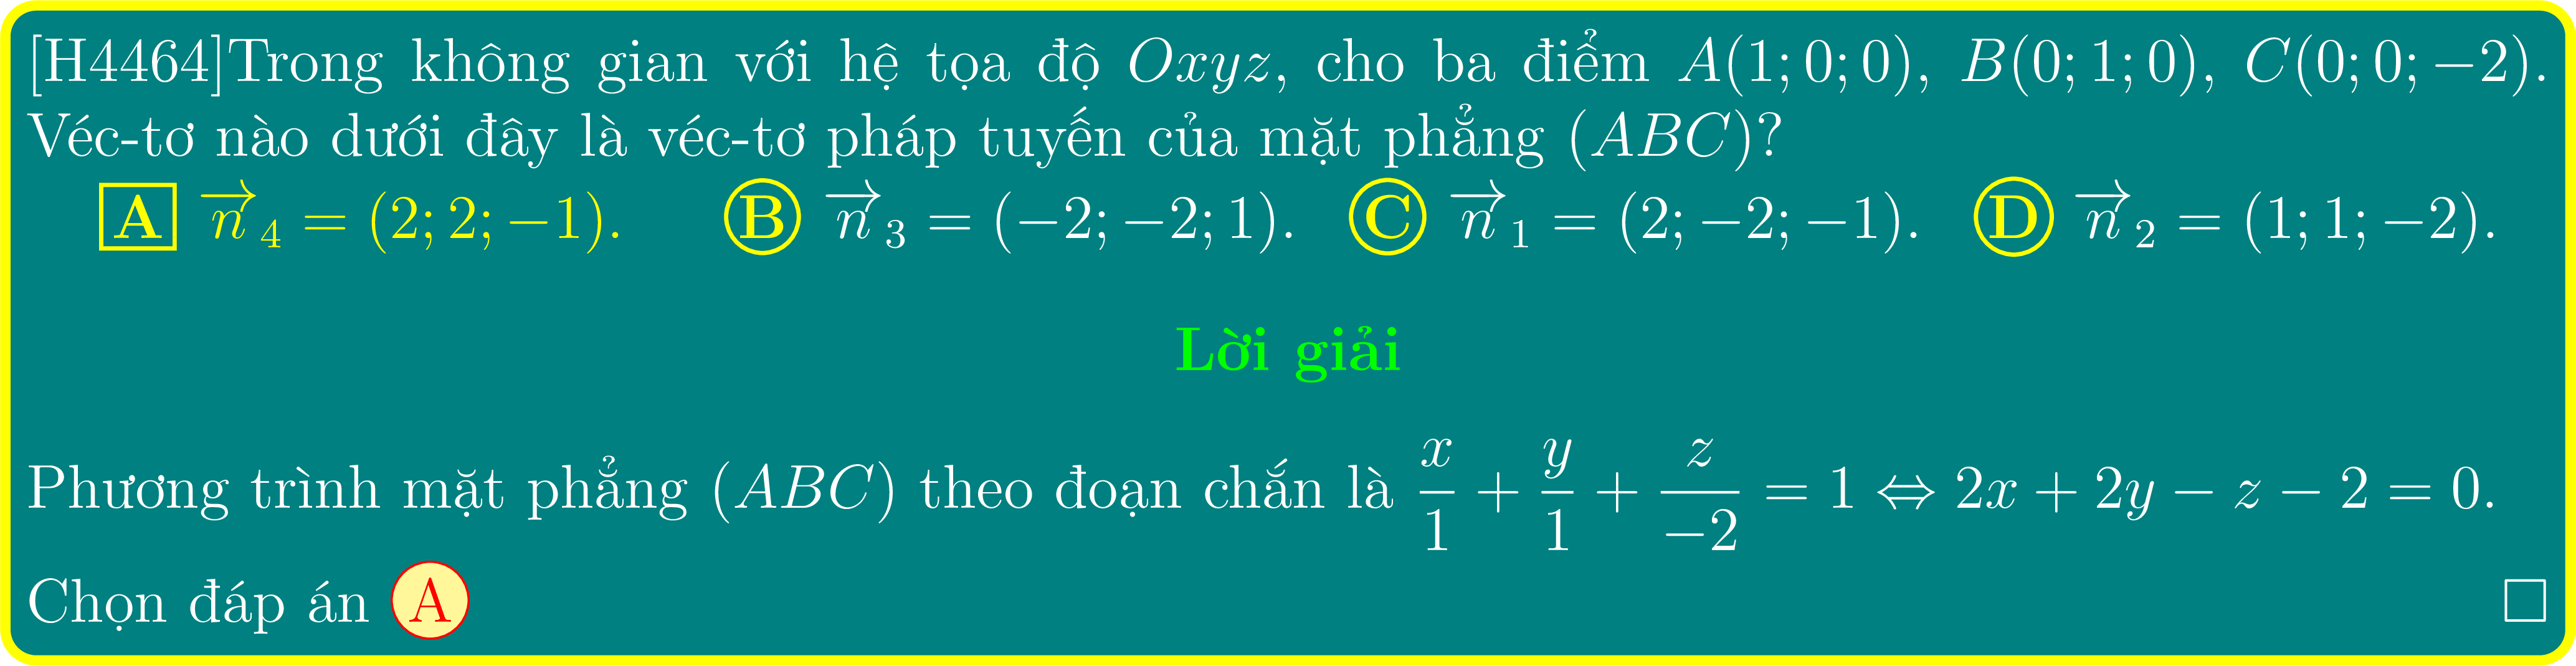 [H4464]Trong không gian với hệ tọa độ Oxyz, cho ba điểm A(1; 0; 0), B(0; 1; 0), C(0; 0; −2).
Véc-tơ nào dưới đây là véc-tơ pháp tuyến của mặt phẳng (ABC)?
A $\overrightarrow{n}_4$ = (2; 2; −1). B $\overrightarrow{n}_3$ = (−2; −2; 1). C $\overrightarrow{n}_1$ = (2; −2; −1). D $\overrightarrow{n}_2$ = (1; 1; −2).
Lời giải
Phương trình mặt phẳng (ABC) theo đoạn chắn là $\frac{x}{1} + \frac{y}{1} + \frac{z}{-2} = 1 \Leftrightarrow 2x + 2y - z - 2 = 0$.
Chọn đáp án A □